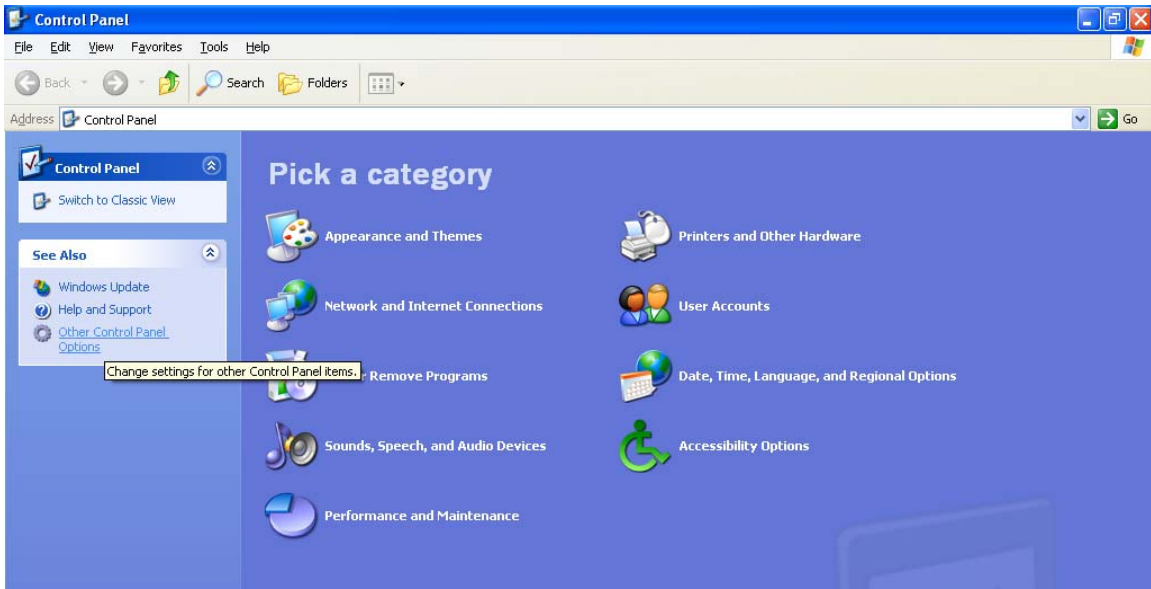 Control Panel
File Edit View Favorites Tools Help
Back Search Folders
Address Control Panel Go
Control Panel
Switch to Classic View
See Also
Windows Update
Help and Support
Other Control Panel
Options
Change settings for other Control Panel items.
Pick a category
Appearance and Themes
Printers and Other Hardware
Network and Internet Connections
User Accounts
Remove Programs
Date, Time, Language, and Regional Options
Sounds, Speech, and Audio Devices
Accessibility Options
Performance and Maintenance